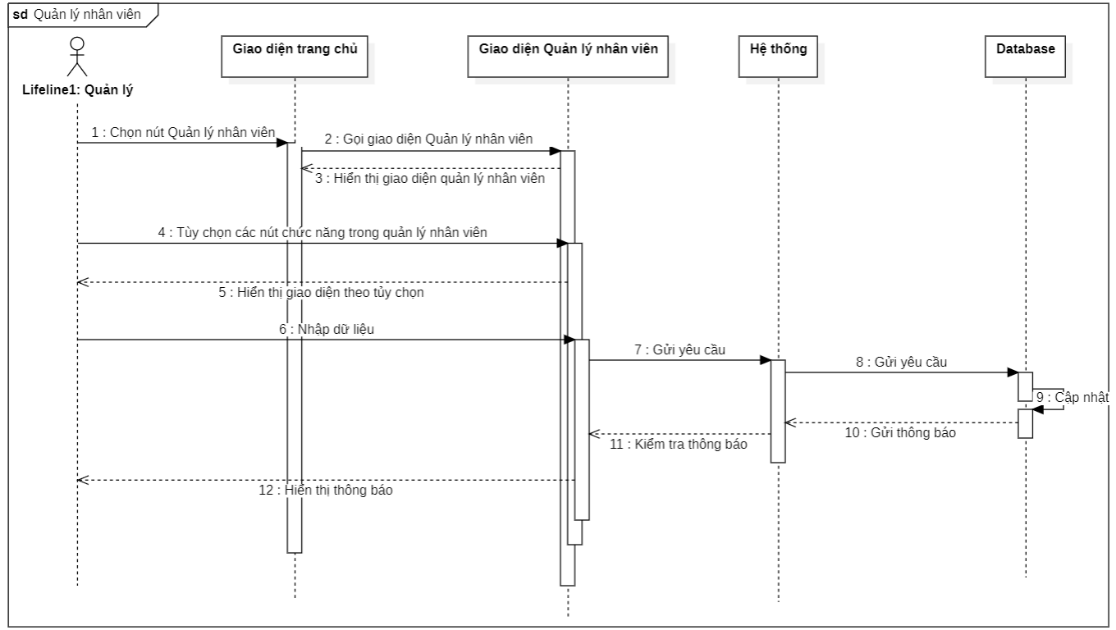 sd Quản lý nhân viên
Giao diện trang chủ
Giao diện Quản lý nhân viên
Hệ thống
Database
Lifeline1: Quản lý
1 : Chọn nút Quản lý nhân viên
2 : Gọi giao diện Quản lý nhân viên
3 : Hiển thị giao diện quản lý nhân viên
4 : Tùy chọn các nút chức năng trong quản lý nhân viên
5 : Hiển thị giao diện theo tùy chọn
6 : Nhập dữ liệu
7 : Gửi yêu cầu
8 : Gửi yêu cầu
9 : Cập nhật
10 : Gửi thông báo
11 : Kiểm tra thông báo
12 : Hiển thị thông báo